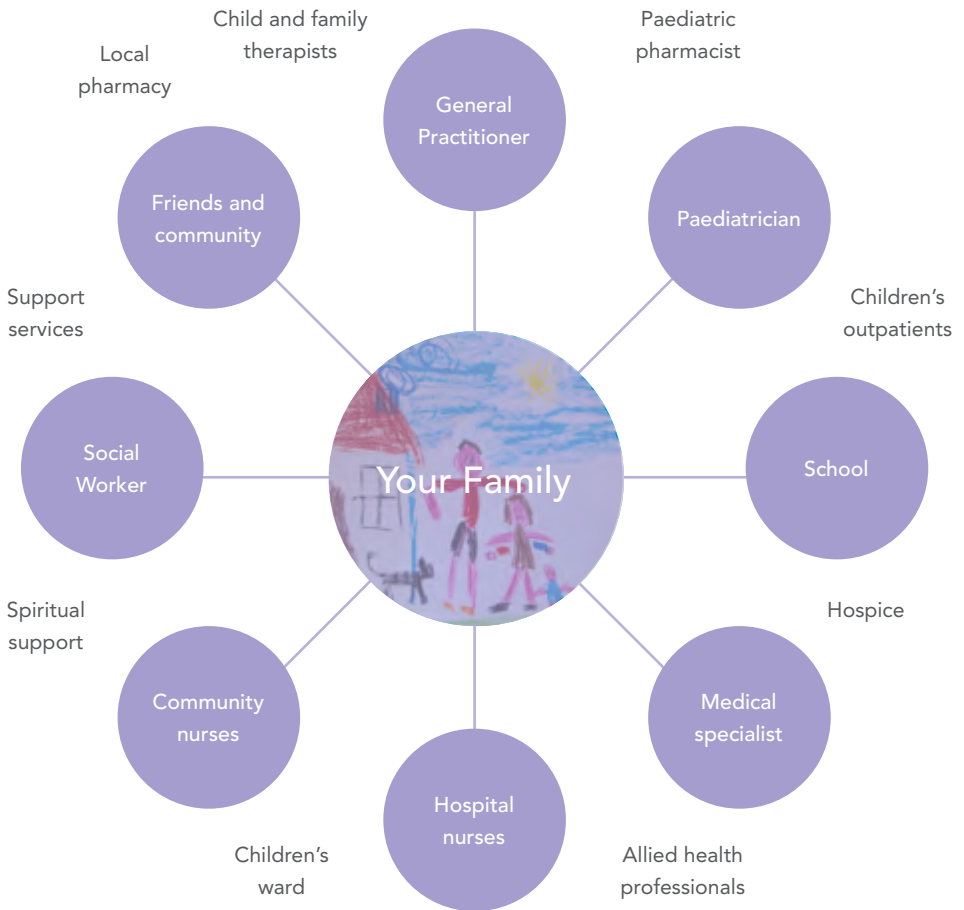 Child and family
therapists
Paediatric
pharmacist
Local
pharmacy
General
Practitioner
Friends and
community
Paediatrician
Support
services
Children’s
outpatients
Social
Worker
Your Family
School
Spiritual
support
Hospice
Community
nurses
Medical
specialist
Hospital
nurses
Children’s
ward
Allied health
professionals